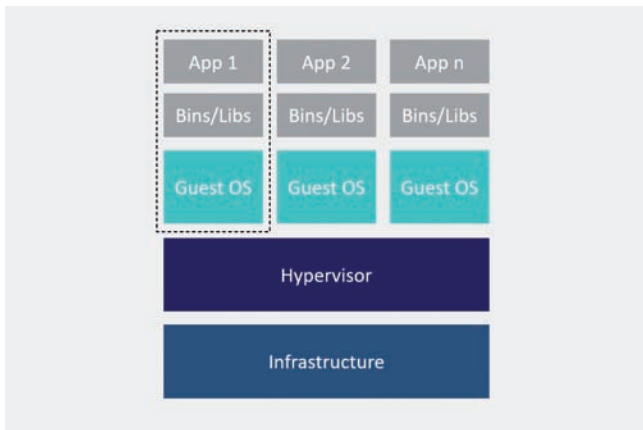 App 1 App 2 App n
Bins/Libs Bins/Libs Bins/Libs
Guest OS Guest OS Guest OS
Hypervisor
Infrastructure